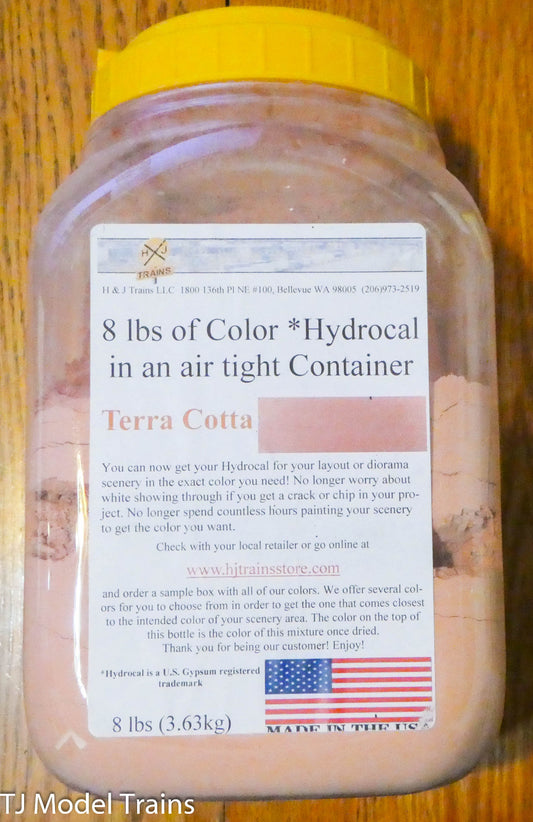 H J
TRAINS
H & J Trains LLC 1800 136th Pl NE #100, Bellevue WA 98005 (206)973-2519
8 lbs of Color *Hydrocal
in an air tight Container
Terra Cotta
You can now get your Hydrocal for your layout or diorama
scenery in the exact color you need! No longer worry about
white showing through if you get a crack or chip in your pro-
ject. No longer spend countless hours painting your scenery
to get the color you want.
Check with your local retailer or go online at
www.hjtrainsstore.com
and order a sample box with all of our colors. We offer several col-
ors for you to choose from in order to get the one that comes closest
to the intended color of your scenery area. The color on the top of
this bottle is the color of this mixture once dried.
Thank you for being our customer! Enjoy!
*Hydrocal is a U.S. Gypsum registered
trademark
8 lbs (3.63kg)
MADE IN THE USA
TJ Model Trains